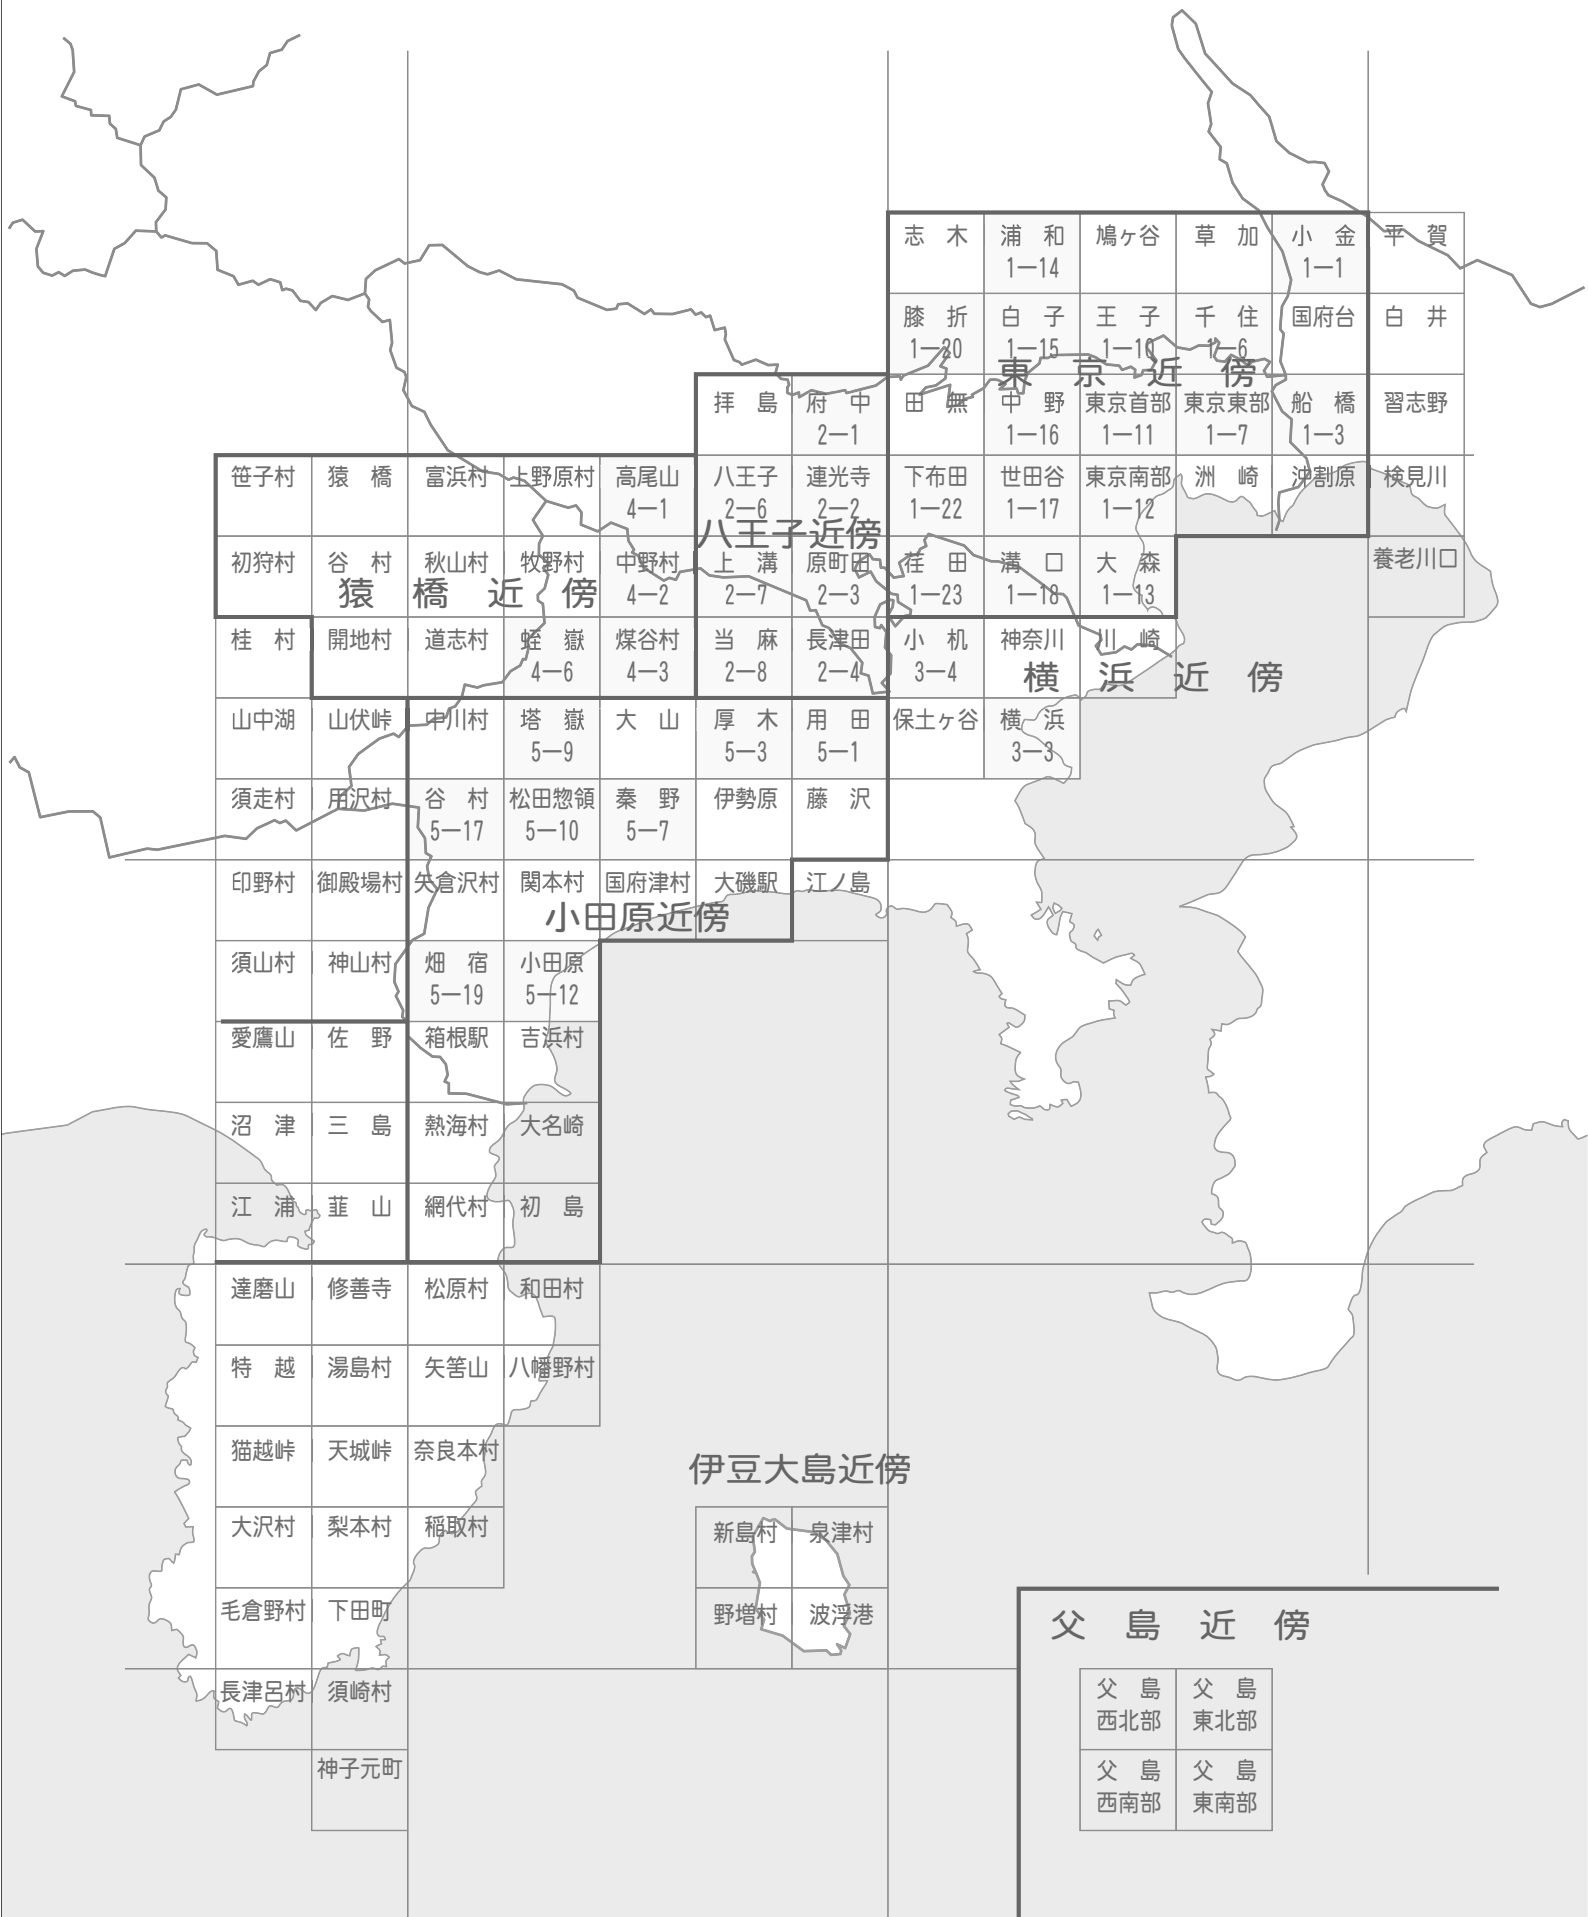 志 木 浦 和 鳩ヶ谷 草 加 小 金 平 賀
1―14 1―1
膝 折 白 子 王 子 千 住 国府台 白 井
1―20 1―15 1―10 1―6
東 京 近 傍
拝 島 府 中 田 無 中 野 東京首部 東京東部 船 橋 習志野
2―1 1―16 1―11 1―7 1―3
笹子村 猿 橋 富浜村 上野原村 高尾山 八王子 連光寺 下布田 世田谷 東京南部 洲 崎 沖割原 検見川
4―1 2―6 2―2 1―22 1―17 1―12
八王子近傍
初狩村 谷 村 秋山村 牧野村 中野村 上 溝 原町田 荏 田 溝 口 大 森 養老川口
4―2 2―7 2―3 1―23 1―18 1―13
猿 橋 近 傍
桂 村 開地村 道志村 蛭 嶽 煤谷村 当 麻 長津田 小 机 神奈川 川 崎
4―6 4―3 2―8 2―4 3―4
横 浜 近 傍
山中湖 山伏峠 中川村 塔 嶽 大 山 厚 木 用 田 保土ヶ谷 横 浜
5―9 5―3 5―1 3―3
須走村 用沢村 谷 村 松田惣領 秦 野 伊勢原 藤 沢
5―17 5―10 5―7
印野村 御殿場村 矢倉沢村 関本村 国府津村 大磯駅 江ノ島
小田原近傍
須山村 神山村 畑 宿 小田原
5―19 5―12
愛鷹山 佐 野 箱根駅 吉浜村
沼 津 三 島 熱海村 大名崎
江 浦 韮 山 網代村 初 島
達磨山 修善寺 松原村 和田村
特 越 湯島村 矢筈山 八幡野村
猫越峠 天城峠 奈良本村
伊豆大島近傍
大沢村 梨本村 稲取村 新島村 泉津村
毛倉野村 下田町 野増村 波浮港
父 島 近 傍
長津呂村 須崎村 父 島 父 島
西北部 東北部
神子元町 父 島 父 島
西南部 東南部